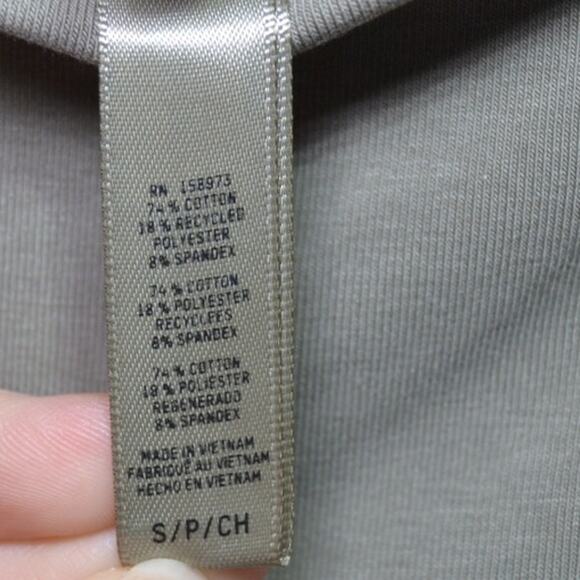 RN 158973
74% COTTON
18% RECYCLED
POLYESTER
8% SPANDEX
74% COTTON
18% POLYESTER
RECYCLEES
8% SPANDEX
74% COTTON
18% POLIESTER
REGENERADO
8% SPANDEX
MADE IN VIETNAM
FABRIQUÉ AU VIETNAM
HECHO EN VIETNAM
S/P/CH